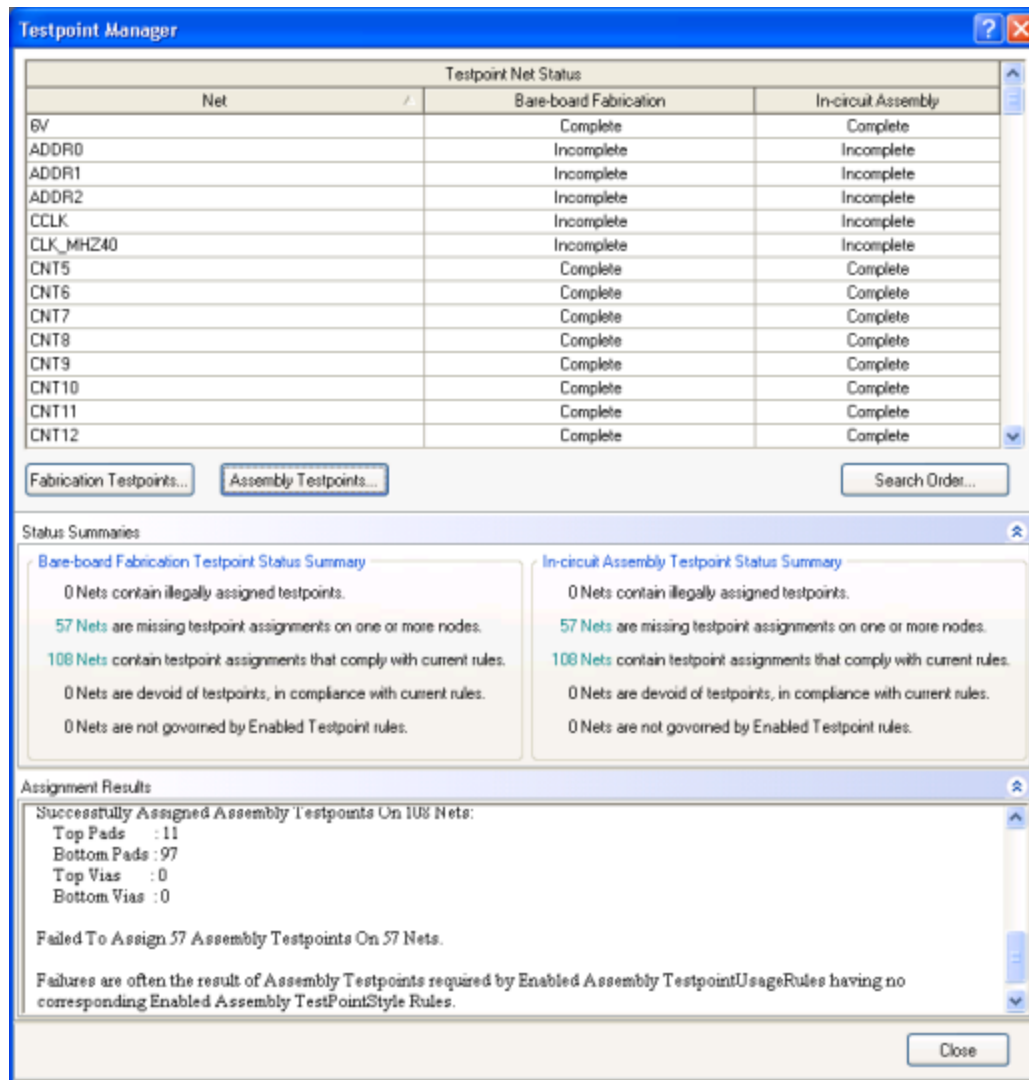 Testpoint Manager
Testpoint Net Status
Net Bare-board Fabrication In-circuit Assembly
6V Complete Complete
ADDR0 Incomplete Incomplete
ADDR1 Incomplete Incomplete
ADDR2 Incomplete Incomplete
CCLK Incomplete Incomplete
CLK_MHZ40 Incomplete Incomplete
CNT5 Complete Complete
CNT6 Complete Complete
CNT7 Complete Complete
CNT8 Complete Complete
CNT9 Complete Complete
CNT10 Complete Complete
CNT11 Complete Complete
CNT12 Complete Complete
Fabrication Testpoints... Assembly Testpoints... Search Order...
Status Summaries
Bare-board Fabrication Testpoint Status Summary
0 Nets contain illegally assigned testpoints.
57 Nets are missing testpoint assignments on one or more nodes.
108 Nets contain testpoint assignments that comply with current rules.
0 Nets are devoid of testpoints, in compliance with current rules.
0 Nets are not governed by Enabled Testpoint rules.
In-circuit Assembly Testpoint Status Summary
0 Nets contain illegally assigned testpoints.
57 Nets are missing testpoint assignments on one or more nodes.
108 Nets contain testpoint assignments that comply with current rules.
0 Nets are devoid of testpoints, in compliance with current rules.
0 Nets are not governed by Enabled Testpoint rules.
Assignment Results
Successfully Assigned Assembly Testpoints On 108 Nets:
Top Pads : 11
Bottom Pads : 97
Top Vias : 0
Bottom Vias : 0
Failed To Assign 57 Assembly Testpoints On 57 Nets.
Failures are often the result of Assembly Testpoints required by Enabled Assembly TestpointUsageRules having no
corresponding Enabled Assembly TestPointStyle Rules.
Close